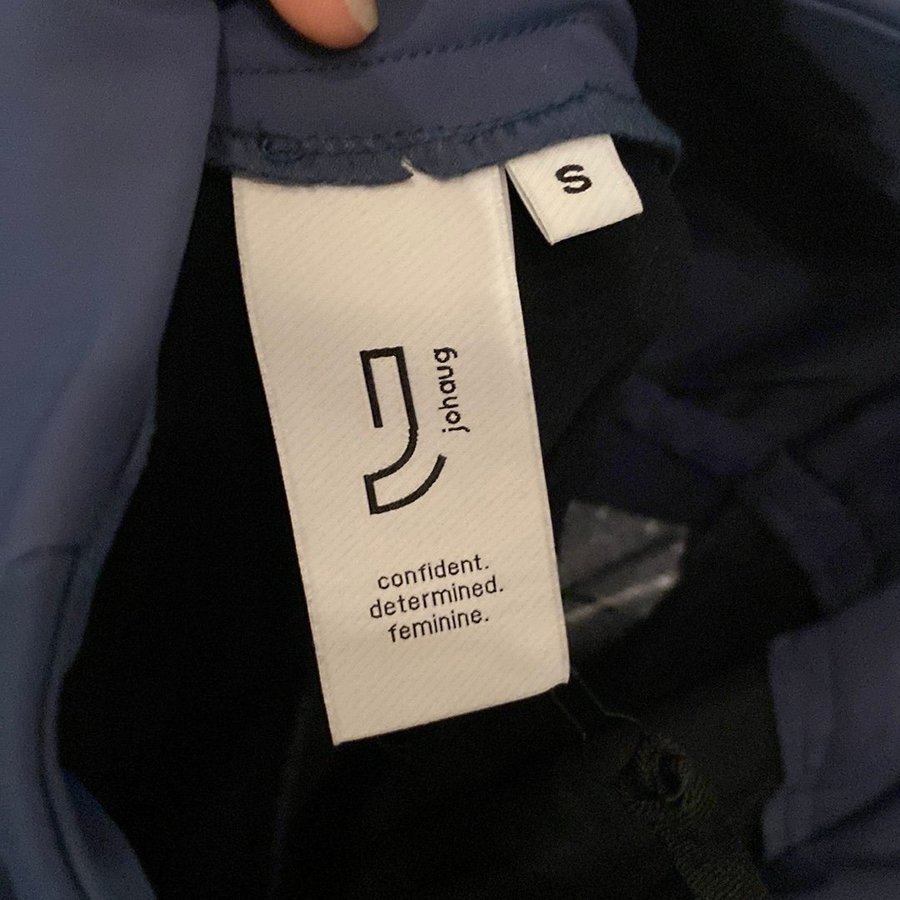 S
johaug
confident.
determined.
feminine.